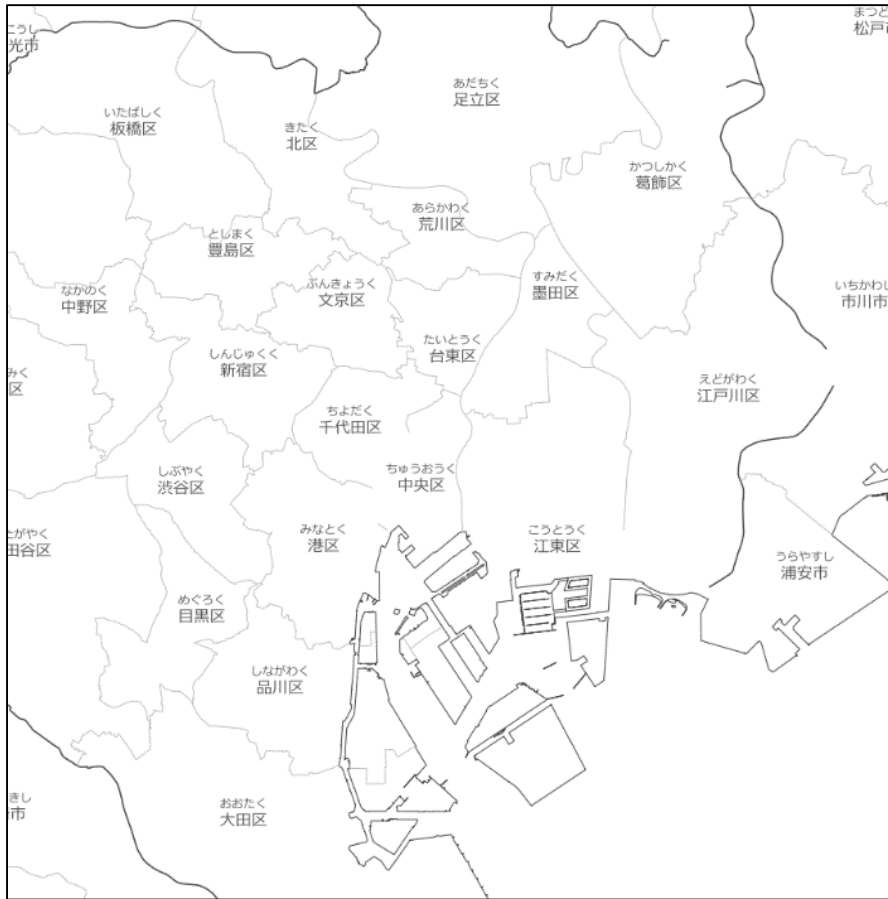 まつど
松戸市
こうし
光市
あだちく
足立区
いたばしく
板橋区
きたく
北区
かつしかく
葛飾区
あらかわく
荒川区
としまく
豊島区
ぶんきょうく
文京区
すみだく
墨田区
なかのく
中野区
いちかわし
市川市
たいとうく
台東区
しんじゅくく
新宿区
みく
区
えどがわく
江戸川区
ちよだく
千代田区
しぶやく
渋谷区
ちゅうおうく
中央区
たがやく
田谷区
みなとく
港区
こうとうく
江東区
うらやすし
浦安市
めぐろく
目黒区
しながわく
品川区
きし
市
おおたく
大田区